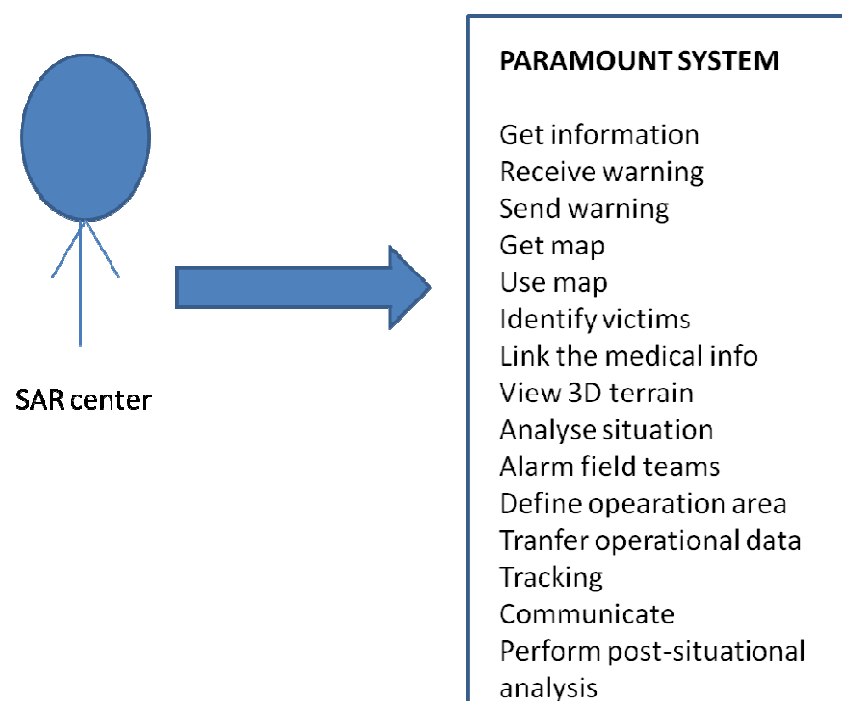 PARAMOUNT SYSTEM
Get information
Receive warning
Send warning
Get map
Use map
Identify victims
Link the medical info
View 3D terrain
Analyse situation
Alarm field teams
Define opearation area
Tranfer operational data
Tracking
Communicate
Perform post-situational
analysis
SAR center